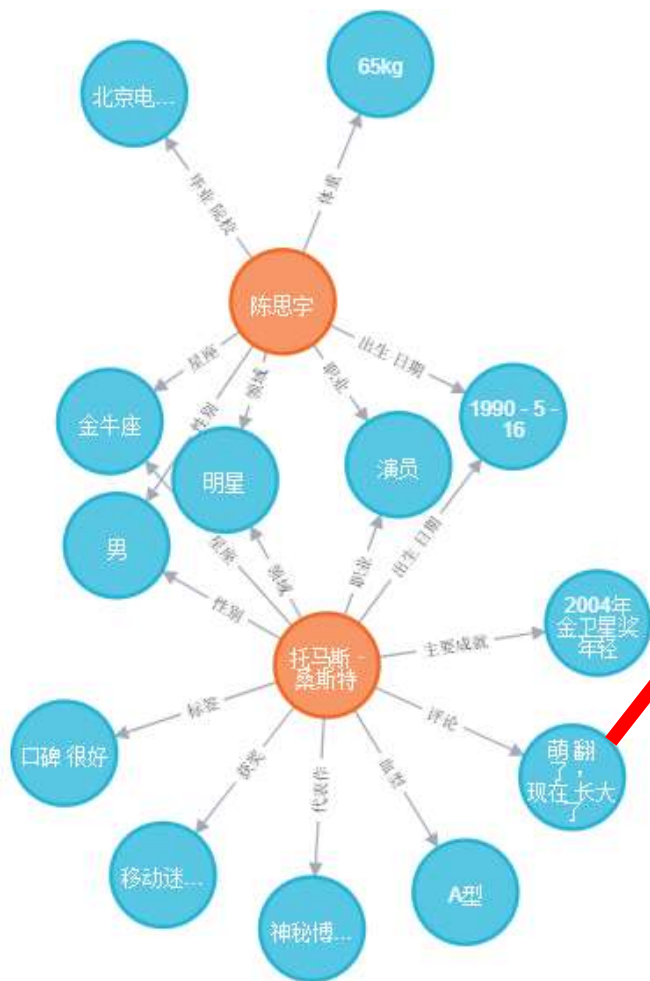 65kg
北京电...
毕业 院校
体重
陈思宇
星座
性别
领域
职业
出生 日期
金牛座
1990 - 5 -
16
演员
明星
男
星座
领域
职业
出生 日期
性别
2004年
金卫星奖
年轻
托马斯 -
桑斯特
主要成就
标签
获奖
代表作
血型
评论
口碑 很好
萌 翻
了，
现在 长大
了
移动迷...
A型
神秘博...